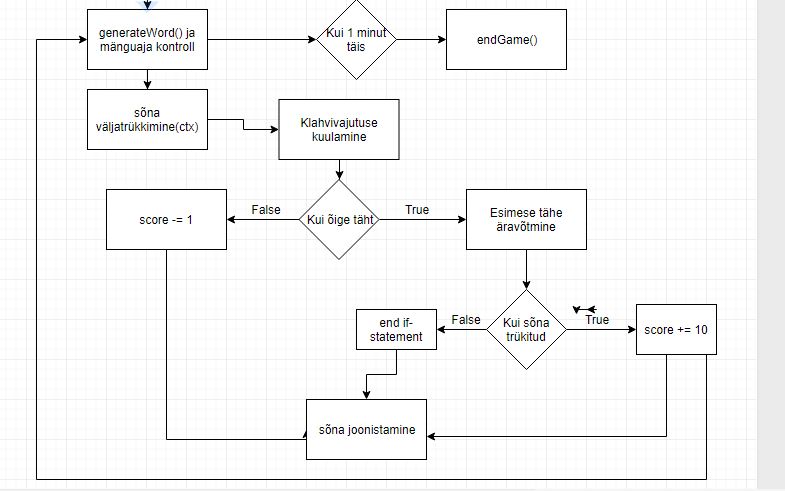 generateWord() ja
mänguaja kontroll
Kui 1 minut
täis
endGame()
sõna
väljatrükkimine(ctx)
Klahvivajutuse
kuulamine
score -= 1
False
Kui õige täht
True
Esimese tähe
äravõtmine
end if-
statement
False
Kui sõna
trükitud
True
score += 10
sõna joonistamine